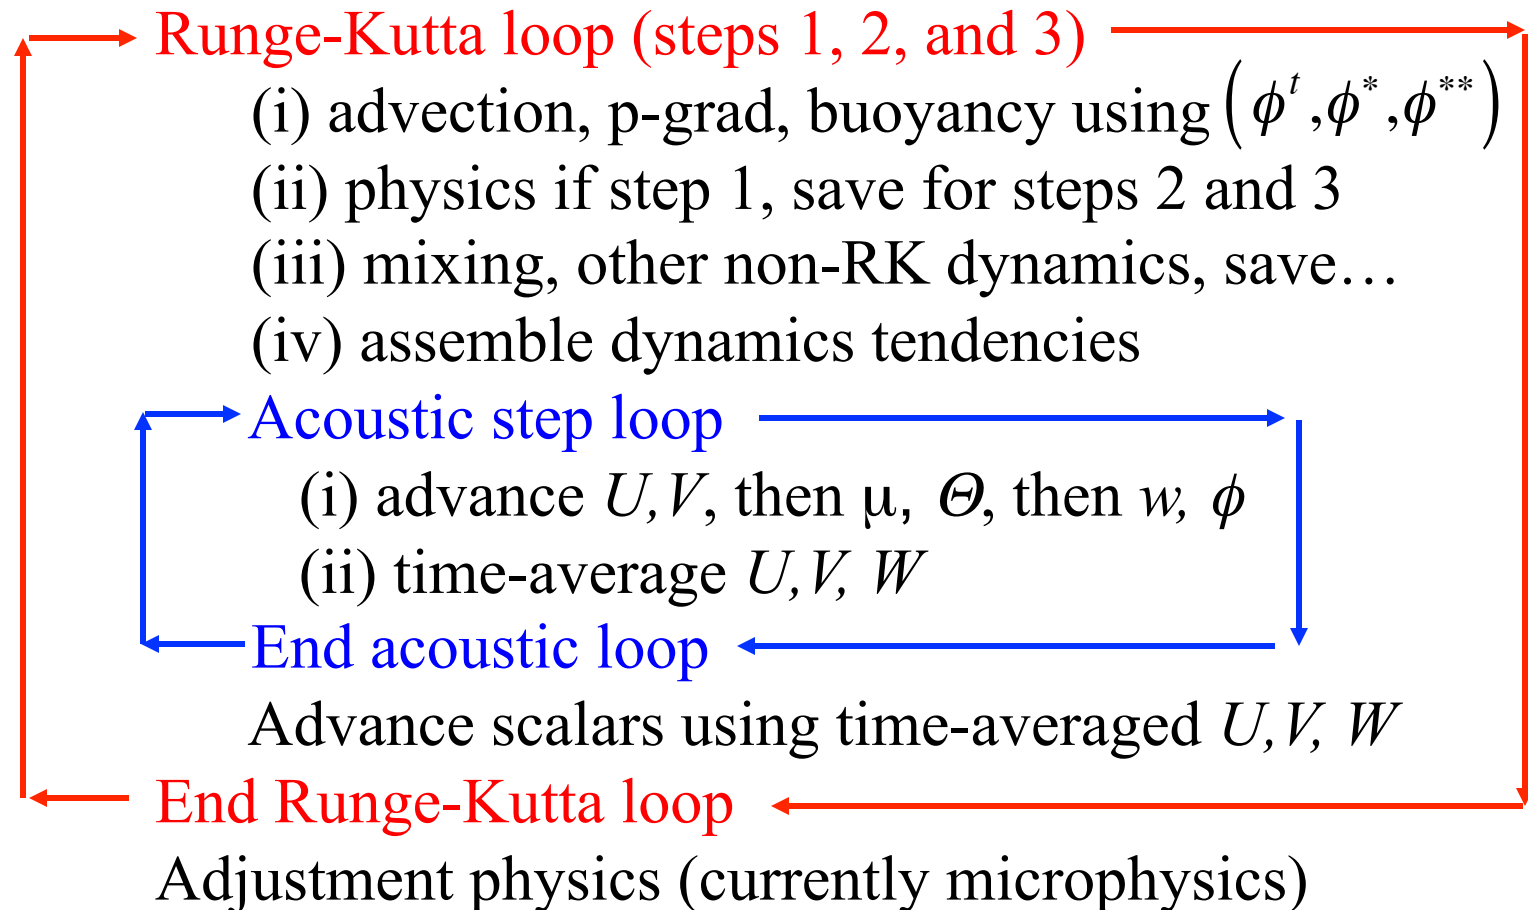 Runge-Kutta loop (steps 1, 2, and 3)
(i) advection, p-grad, buoyancy using (ϕᵗ,ϕ*,ϕ**)
(ii) physics if step 1, save for steps 2 and 3
(iii) mixing, other non-RK dynamics, save…
(iv) assemble dynamics tendencies
Acoustic step loop
(i) advance U,V, then μ, Θ, then w, ϕ
(ii) time-average U,V, W
End acoustic loop
Advance scalars using time-averaged U,V, W
End Runge-Kutta loop
Adjustment physics (currently microphysics)